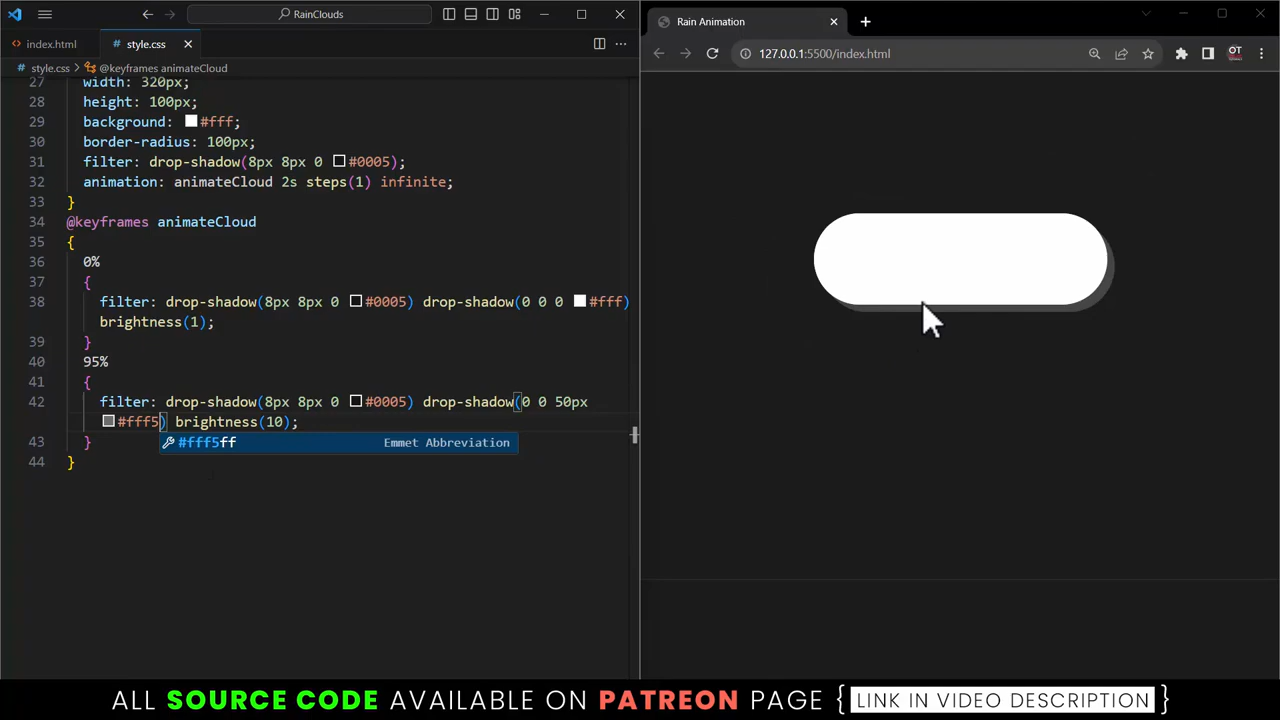 RainClouds
index.html
style.css
style.css
@keyframes animateCloud
27 width: 320px;
28 height: 100px;
29 background: #fff;
30 border-radius: 100px;
31 filter: drop-shadow(8px 8px 0 #0005);
32 animation: animateCloud 2s steps(1) infinite;
33 }
34 @keyframes animateCloud
35 {
36 0%
37 {
38 filter: drop-shadow(8px 8px 0 #0005) drop-shadow(0 0 0 #fff)
brightness(1);
39 }
40 95%
41 {
42 filter: drop-shadow(8px 8px 0 #0005) drop-shadow(0 0 50px
#fff5) brightness(10);
#fff5ff Emmet Abbreviation
43 }
44 }
Rain Animation
127.0.0.1:5500/index.html
OT
ALL SOURCE CODE AVAILABLE ON PATREON PAGE { LINK IN VIDEO DESCRIPTION }